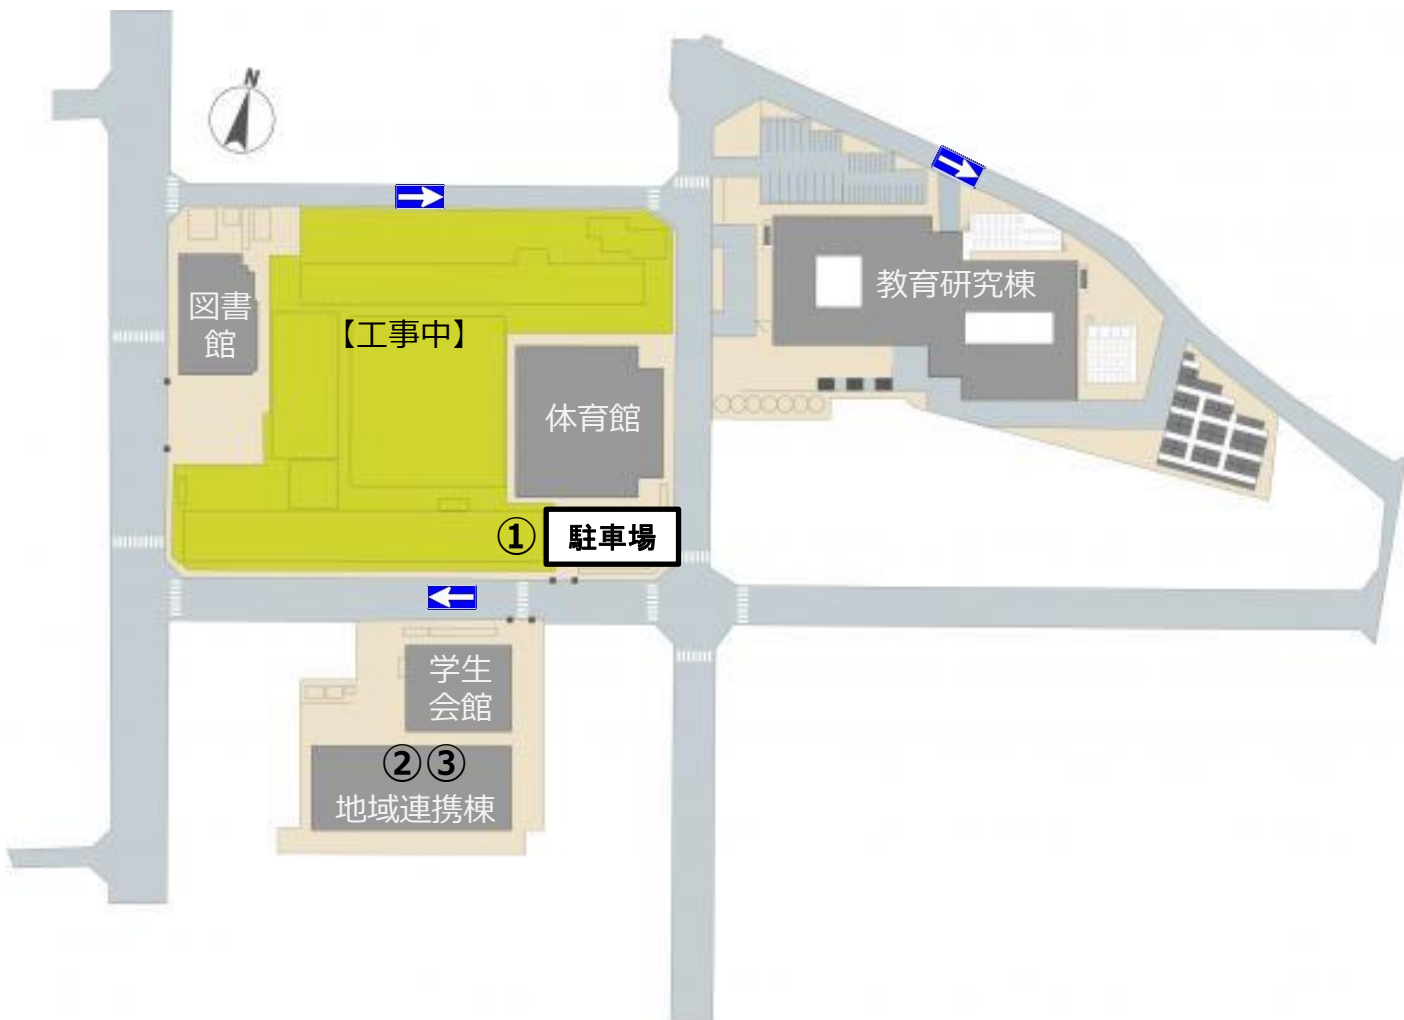 N
図書
館
【工事中】
教育研究棟
体育館
①
駐車場
学生
会館
②③
地域連携棟